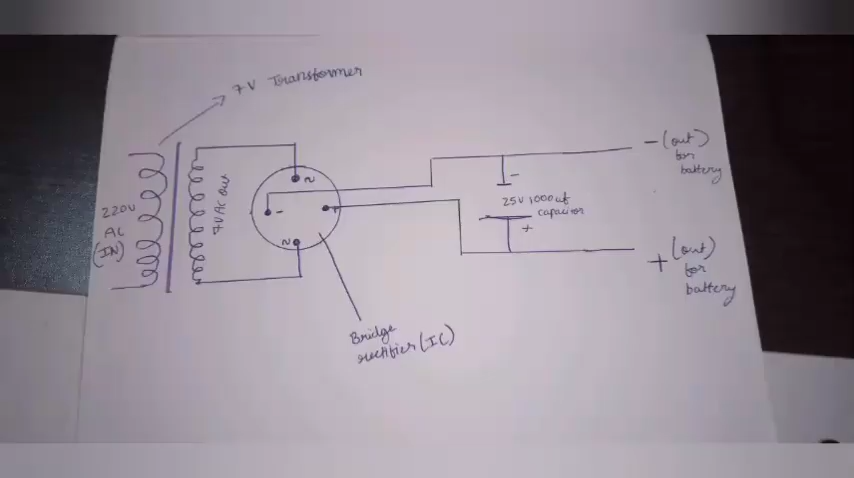 7V Transformer
220V
AC
(IN)
7V AC out
~
-
+
~
- (out)
for
battery
-
25V 1000uf
capacior
+
+ (out)
for
battery
Bridge
rectifier (IC)